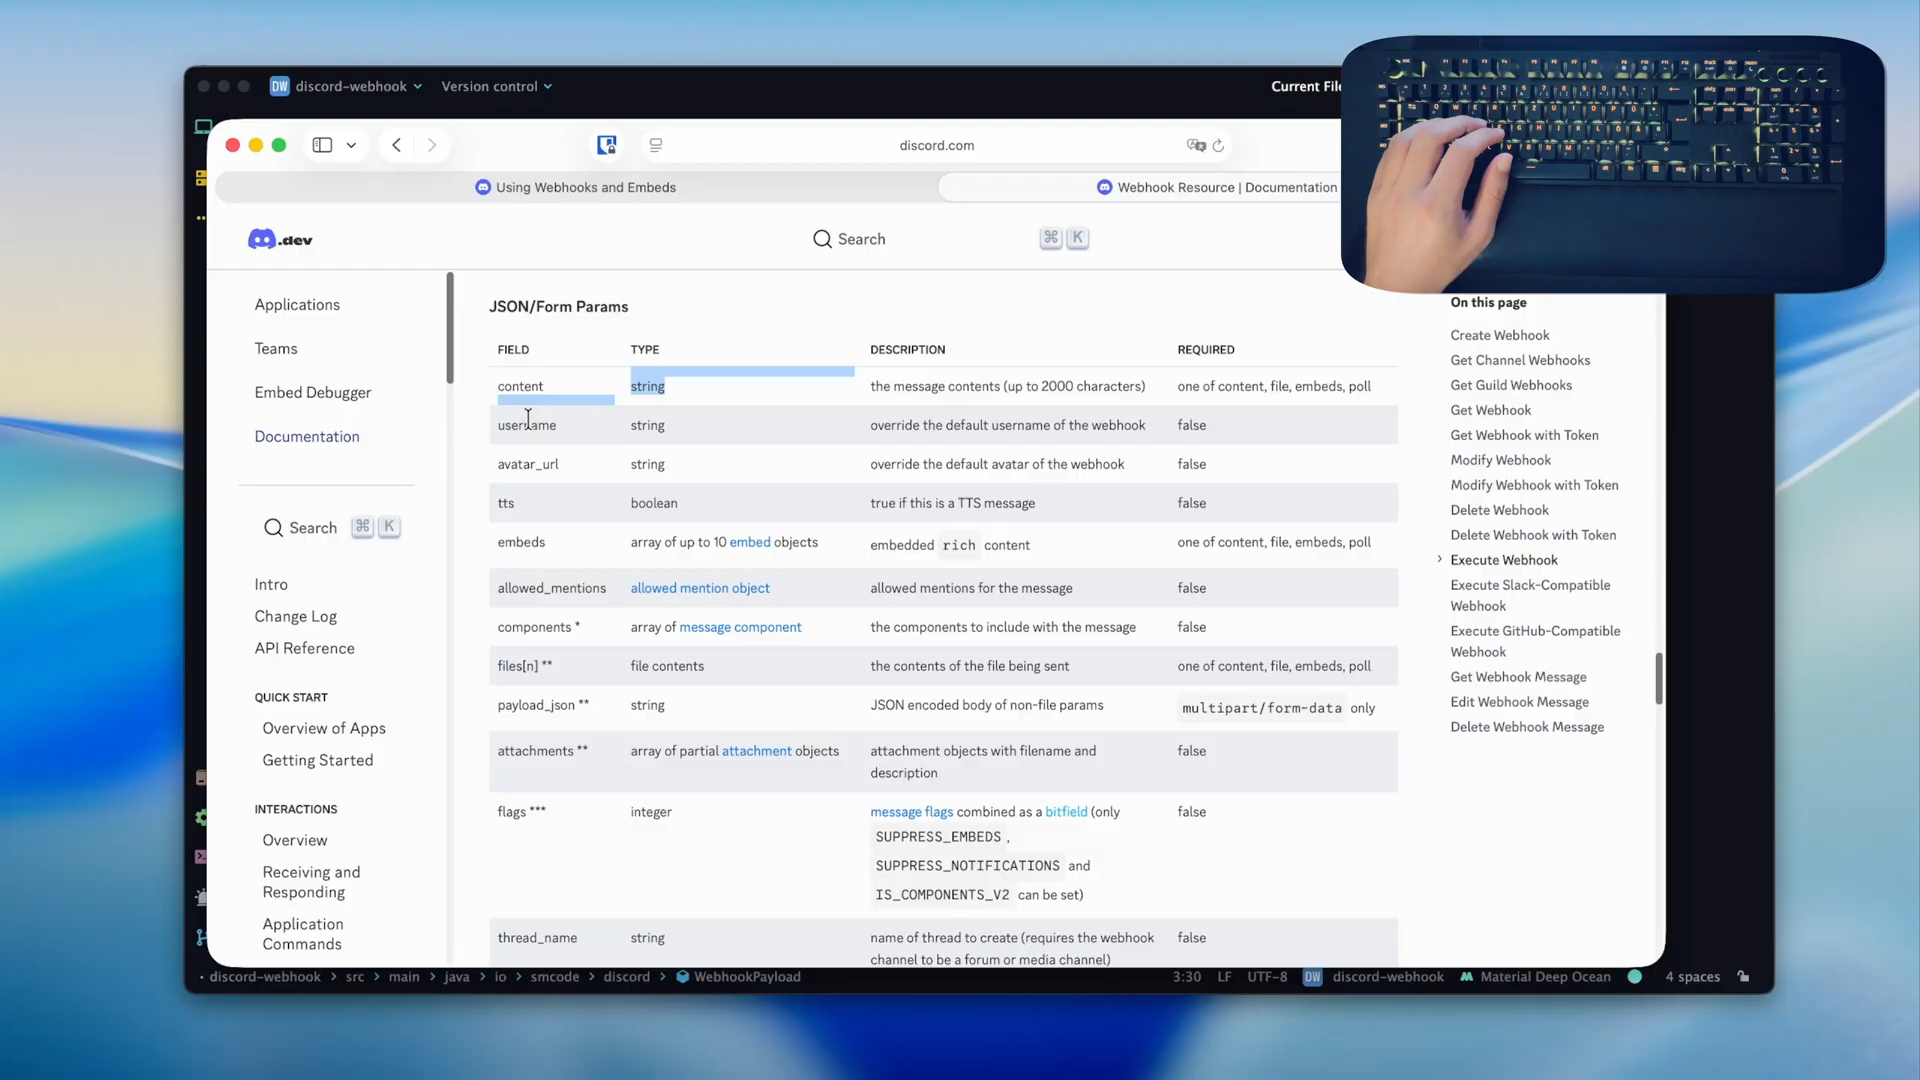 DW discord-webhook Version control Current File
discord.com
Using Webhooks and Embeds
Webhook Resource | Documentation
.dev
Search ⌘ K
Applications
Teams
Embed Debugger
Documentation
Search ⌘ K
Intro
Change Log
API Reference
QUICK START
Overview of Apps
Getting Started
INTERACTIONS
Overview
Receiving and
Responding
Application
Commands
JSON/Form Params
FIELD TYPE DESCRIPTION REQUIRED
content string the message contents (up to 2000 characters) one of content, file, embeds, poll
username string override the default username of the webhook false
avatar_url string override the default avatar of the webhook false
tts boolean true if this is a TTS message false
embeds array of up to 10 embed objects embedded rich content one of content, file, embeds, poll
allowed_mentions allowed mention object allowed mentions for the message false
components * array of message component the components to include with the message false
files[n] ** file contents the contents of the file being sent one of content, file, embeds, poll
payload_json ** string JSON encoded body of non-file params multipart/form-data only
attachments ** array of partial attachment objects attachment objects with filename and false
description
flags *** integer message flags combined as a bitfield (only false
SUPPRESS_EMBEDS ,
SUPPRESS_NOTIFICATIONS and
IS_COMPONENTS_V2 can be set)
thread_name string name of thread to create (requires the webhook false
channel to be a forum or media channel)
On this page
Create Webhook
Get Channel Webhooks
Get Guild Webhooks
Get Webhook
Get Webhook with Token
Modify Webhook
Modify Webhook with Token
Delete Webhook
Delete Webhook with Token
Execute Webhook
Execute Slack-Compatible
Webhook
Execute GitHub-Compatible
Webhook
Get Webhook Message
Edit Webhook Message
Delete Webhook Message
discord-webhook › src › main › java › io › smcode › discord › WebhookPayload 3:30 LF UTF-8 DW discord-webhook Material Deep Ocean 4 spaces